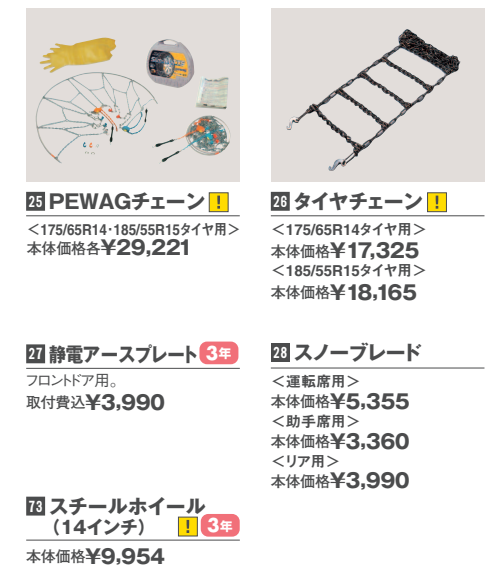 25 PEWAGチェーン !
<175/65R14・185/55R15タイヤ用>
本体価格各¥29,221
26 タイヤチェーン !
<175/65R14タイヤ用>
本体価格¥17,325
<185/55R15タイヤ用>
本体価格¥18,165
27 静電アースプレート 3年
フロントドア用。
取付費込¥3,990
28 スノーブレード
<運転席用>
本体価格¥5,355
<助手席用>
本体価格¥3,360
<リア用>
本体価格¥3,990
73 スチールホイール
(14インチ) ! 3年
本体価格¥9,954